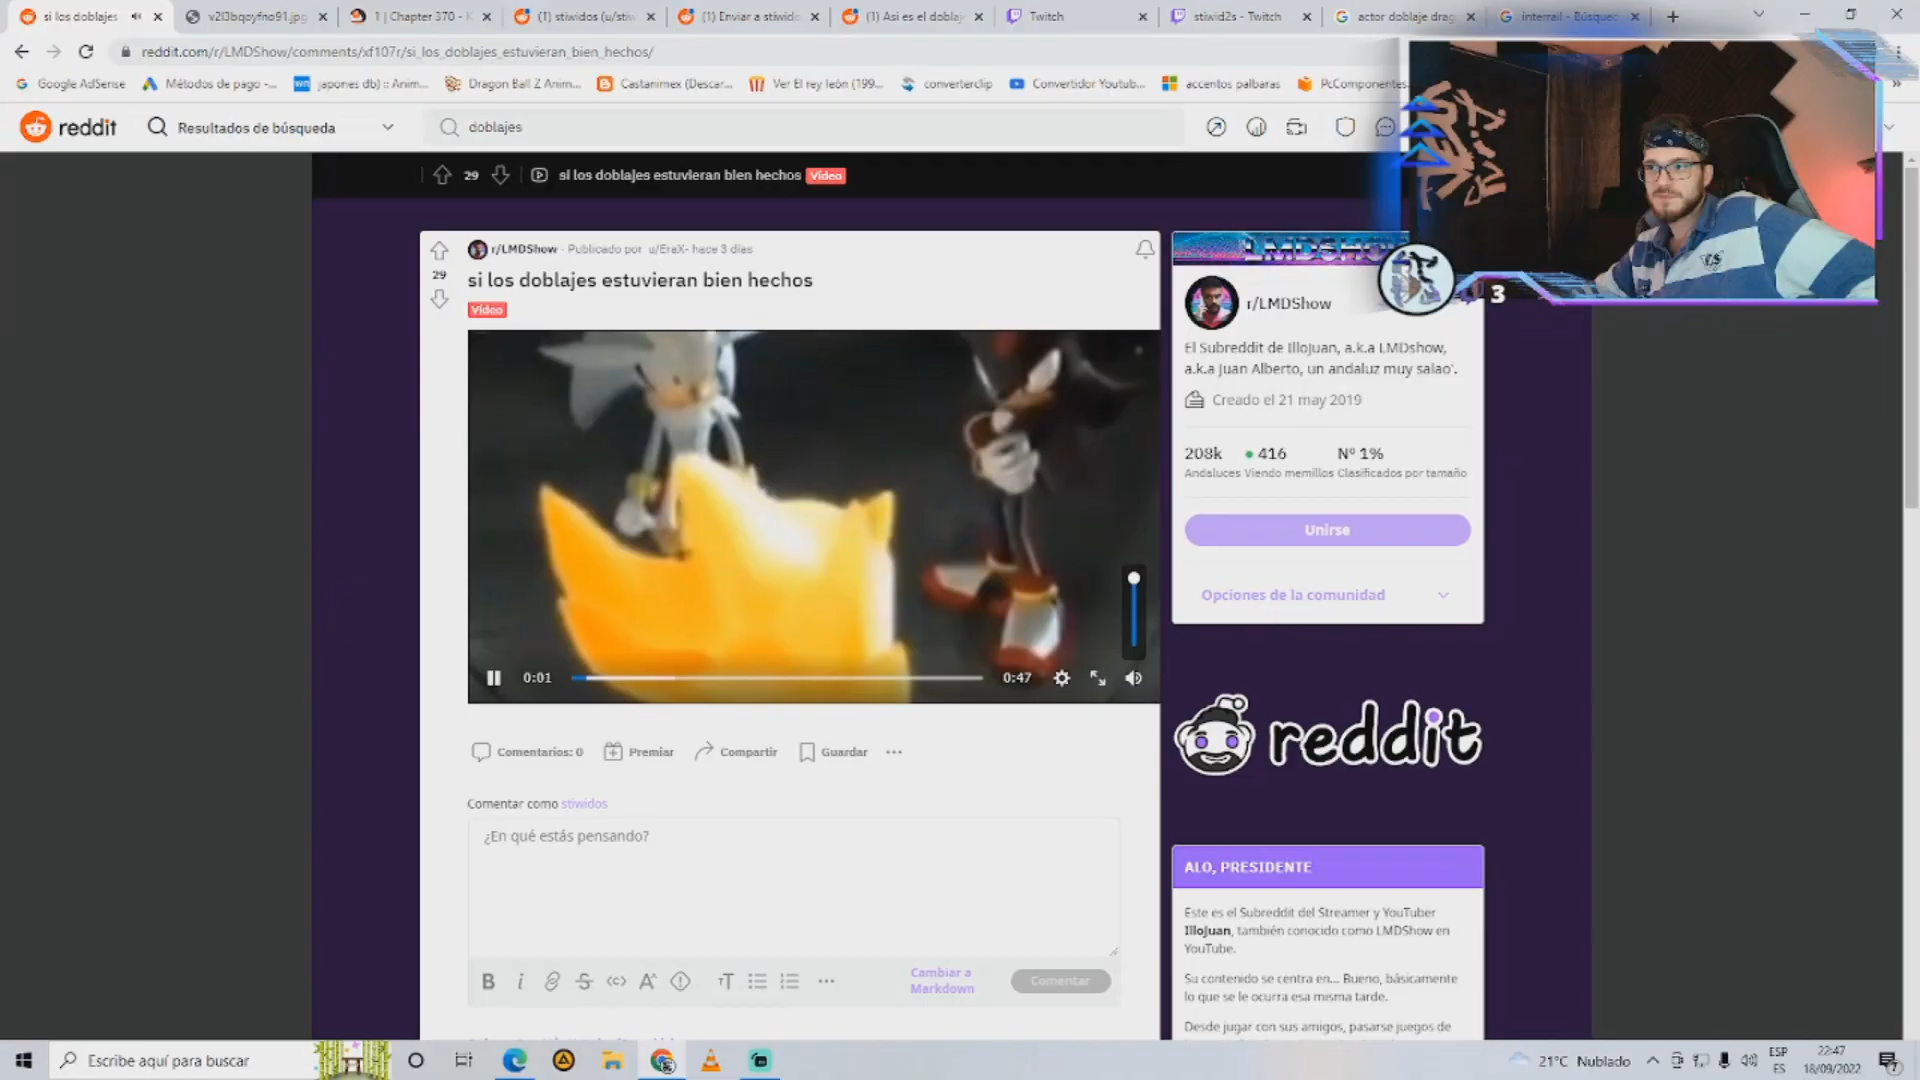 si los doblajes
v2l3bqoyfno91.jpg
1 | Chapter 370 - K
(1) stiwidos (u/stiw
(1) Enviar a stiwido
(1) Asi es el doblaj
Twitch
stiwid2s - Twitch
actor doblaje drag
interrail - Búsqued
reddit.com/r/LMDShow/comments/xf107r/si_los_doblajes_estuvieran_bien_hechos/
Google AdSense
Métodos de pago -...
japones db) :: Anim...
Dragon Ball Z Anim...
Castanimex (Descar...
Ver El rey león (199...
converterclip
Convertidor Youtub...
accentos palbaras
PcComponentes
reddit
Resultados de búsqueda
doblajes
29
si los doblajes estuvieran bien hechos
Vídeo
r/LMDShow · Publicado por u/EraX- hace 3 días
29
si los doblajes estuvieran bien hechos
Vídeo
0:01
0:47
Comentarios: 0
Premiar
Compartir
Guardar
Comentar como stiwidos
¿En qué estás pensando?
Cambiar a
Markdown
Comentar
LMDSHO
3
r/LMDShow
El Subreddit de IlloJuan, a.k.a LMDshow,
a.k.a Juan Alberto, un andaluz muy salao'.
Creado el 21 may 2019
208k
416
Nº 1%
Andaluces Viendo memillos Clasificados por tamaño
Unirse
Opciones de la comunidad
reddit
ALO, PRESIDENTE
Este es el Subreddit del Streamer y YouTuber
IlloJuan, también conocido como LMDShow en
YouTube.
Su contenido se centra en... Bueno, básicamente
lo que se le ocurra esa misma tarde.
Desde jugar con sus amigos, pasarse juegos de
Escribe aquí para buscar
21°C Nublado
ESP
ES
22:47
18/09/2022